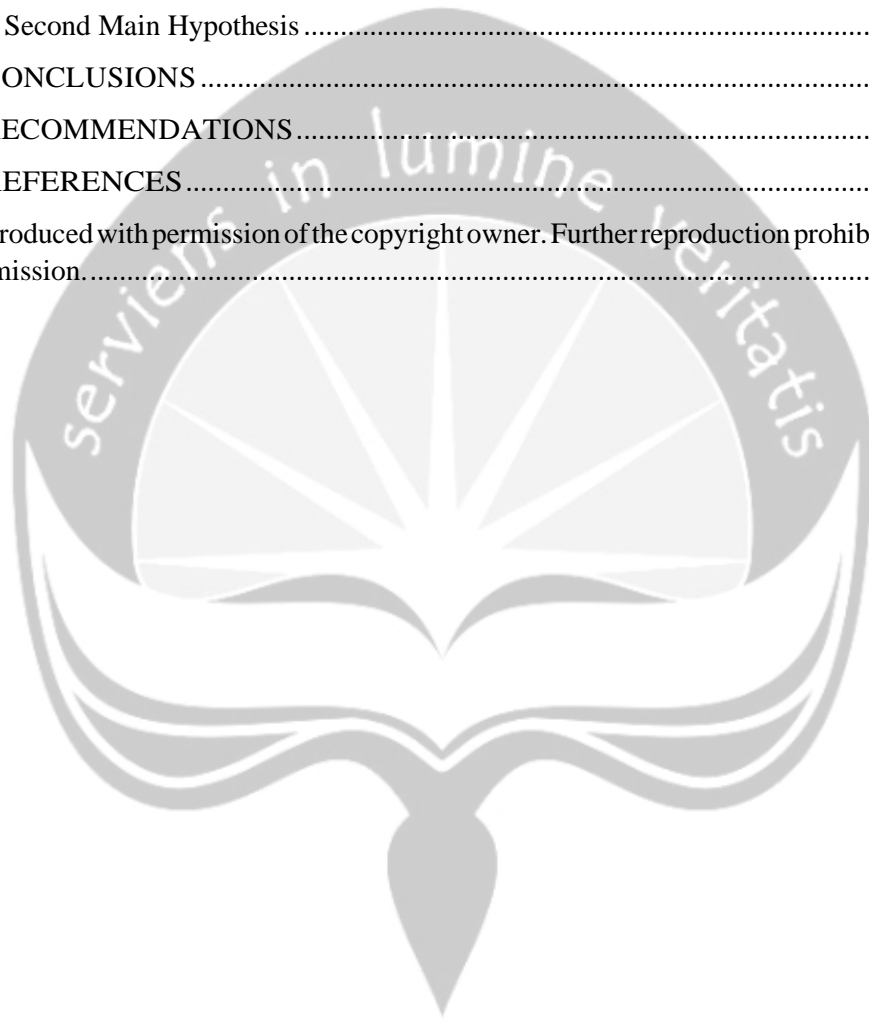 Second Main Hypothesis ..........................................................................
ONCLUSIONS ........................................................................................
ECOMMENDATIONS ............................................................................
EFERENCES ..........................................................................................
roduced with permission of the copyright owner. Further reproduction prohib
mission. ......................................................................................................
serviens in lumine veritatis